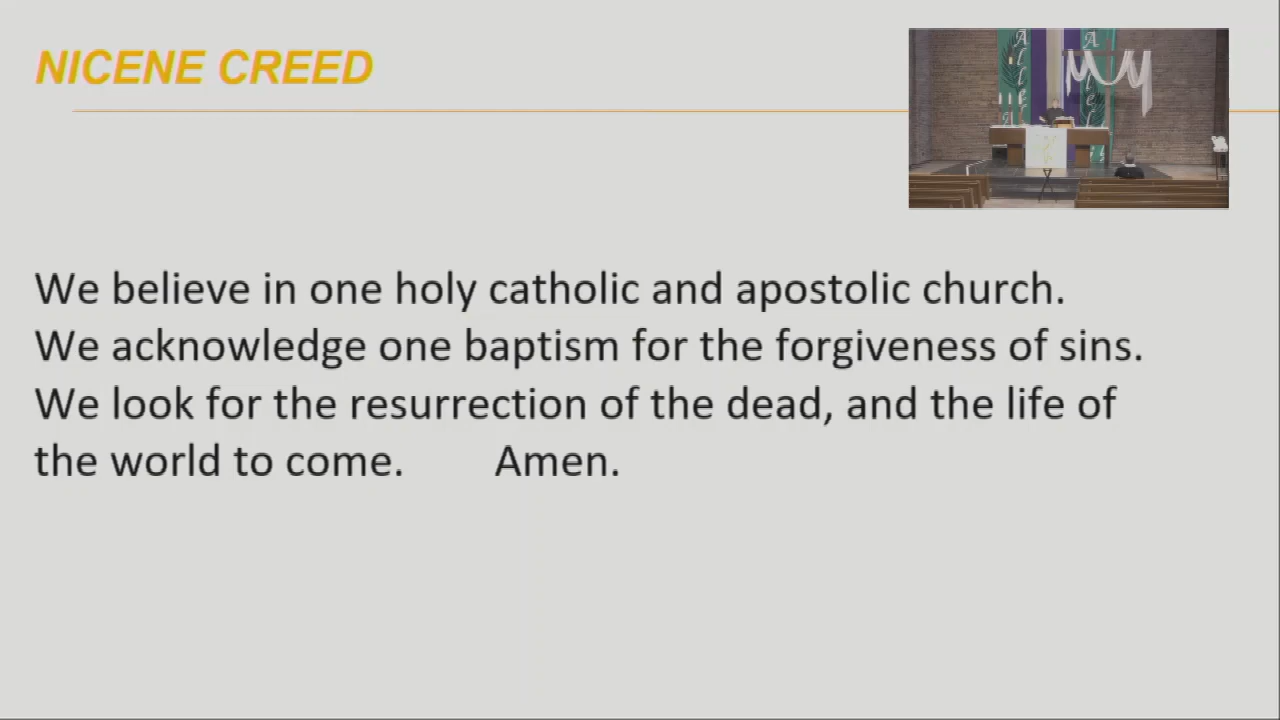 NICENE CREED
We believe in one holy catholic and apostolic church.
We acknowledge one baptism for the forgiveness of sins.
We look for the resurrection of the dead, and the life of
the world to come. Amen.